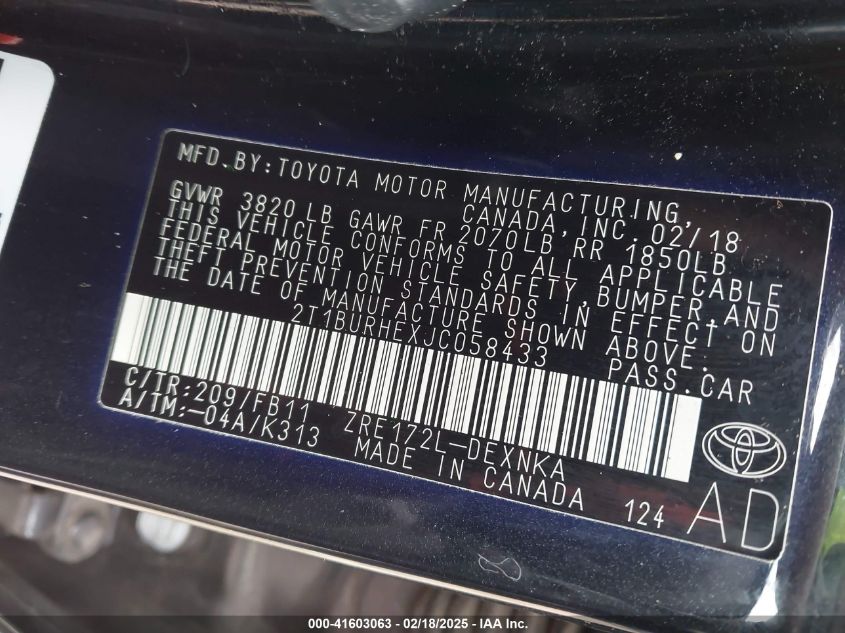 MFD.BY:TOYOTA MOTOR MANUFACTURING,
CANADA, INC. 02/18
GVWR 3820 LB GAWR FR 2070LB RR 1850LB
THIS VEHICLE CONFORMS TO ALL APPLICABLE
FEDERAL MOTOR VEHICLE SAFETY, BUMPER, AND
THEFT PREVENTION STANDARDS IN EFFECT ON
THE DATE OF MANUFACTURE SHOWN ABOVE.
2T1BURHEXJC058433 PASS.CAR
C/TR:209/FB11 ZRE172L-DEXNKA
A/TM:-04A/K313 MADE IN CANADA 124 AD
000-41603063 - 02/18/2025 - IAA Inc.